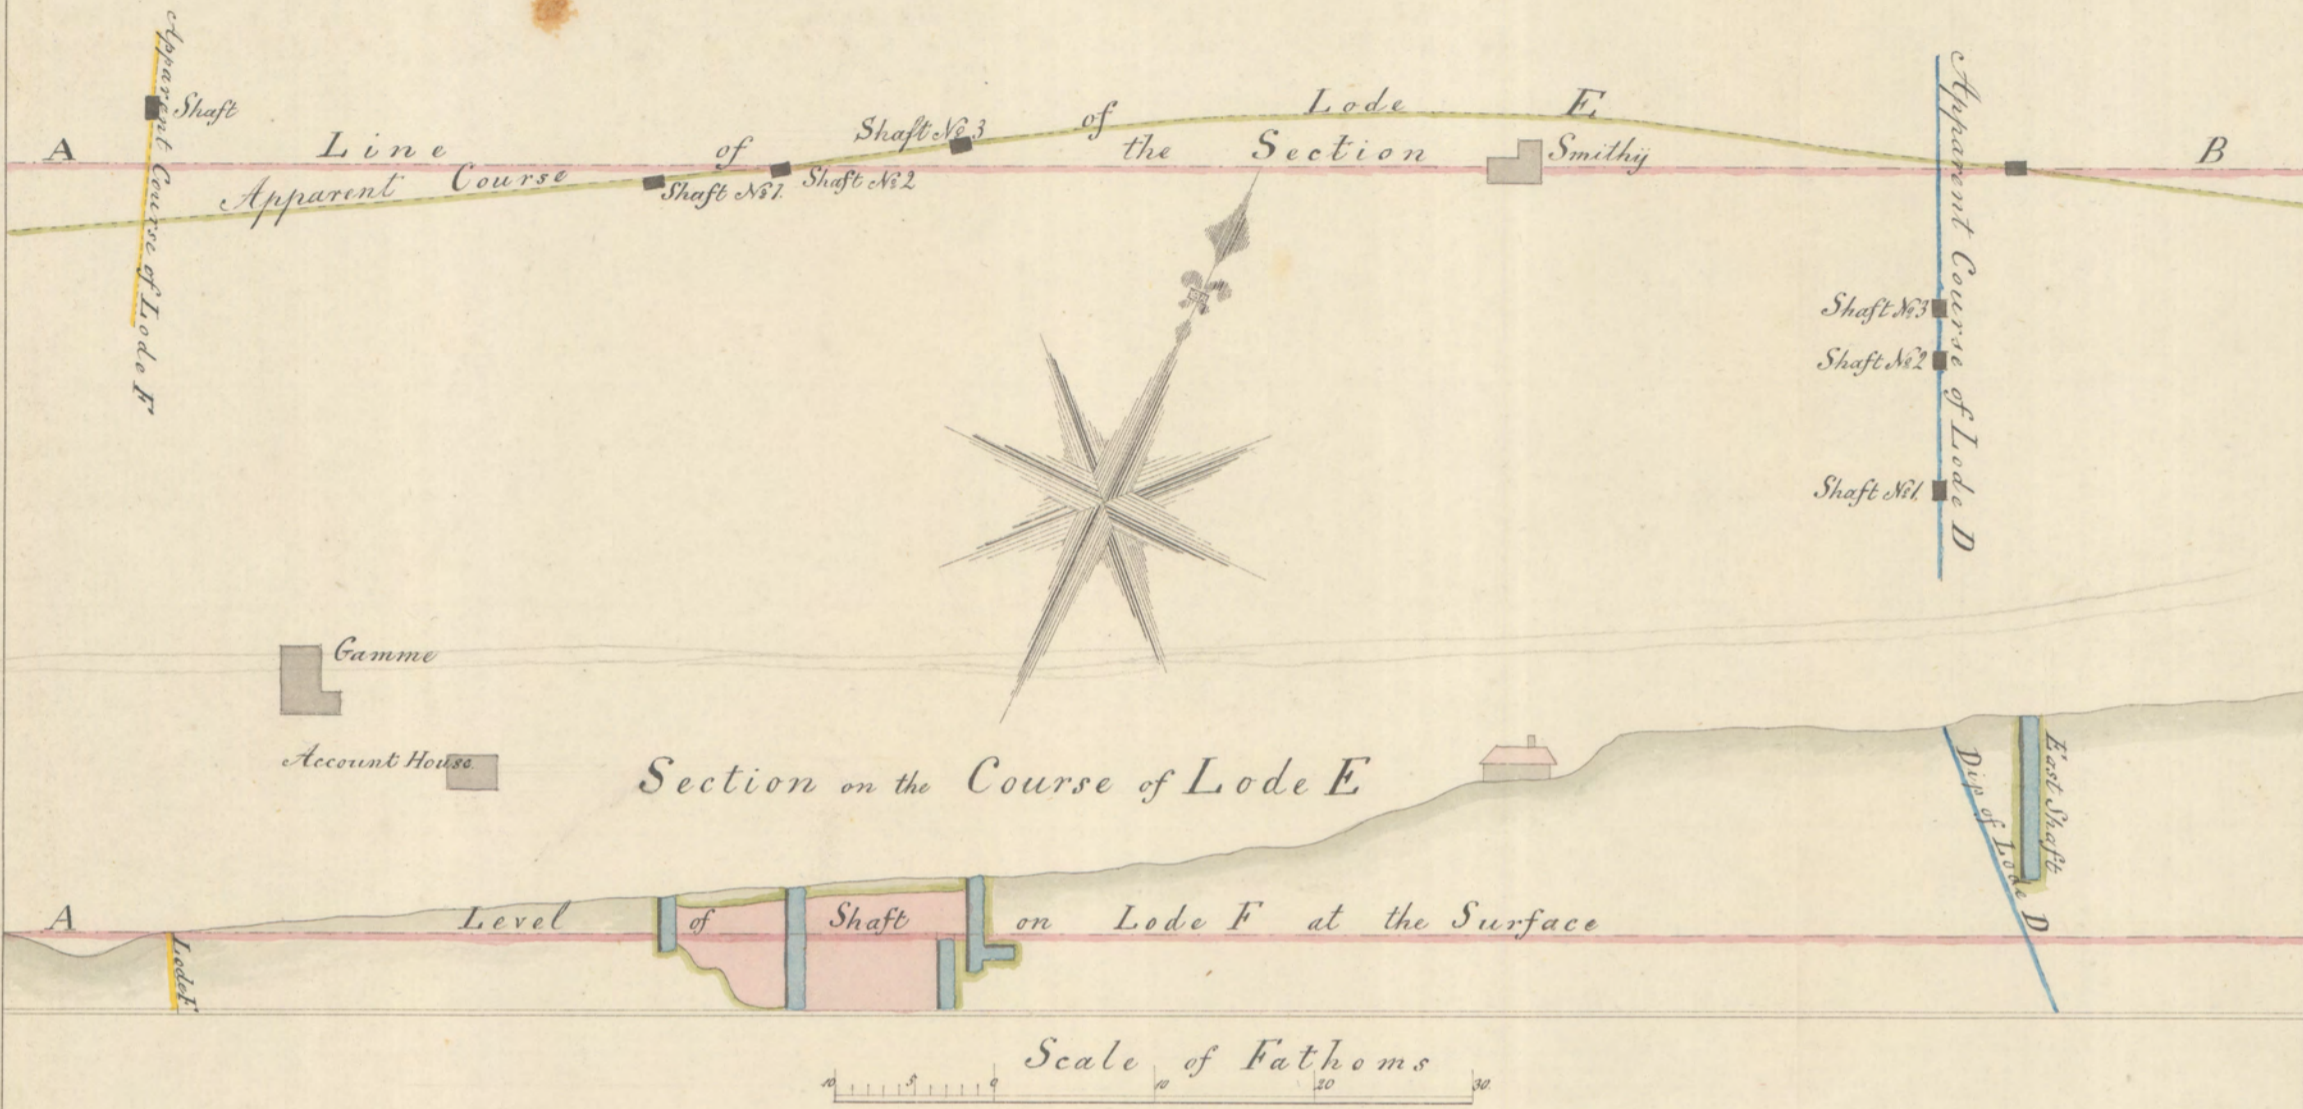 Apparent Course of Lode F
Shaft
A Line of the Section B
Apparent Course of Lode E
Shaft No 1.
Shaft No 2
Shaft No 3
Smithy
Apparent Course of Lode D
Shaft No 3
Shaft No 2
Shaft No 1,
Gamme
Account House.
Section on the Course of Lode E
East Shaft
Dip of Lode D
A Level of Shaft on Lode F at the Surface
Lode F
Scale of Fathoms
10 5 0 10 20 30.